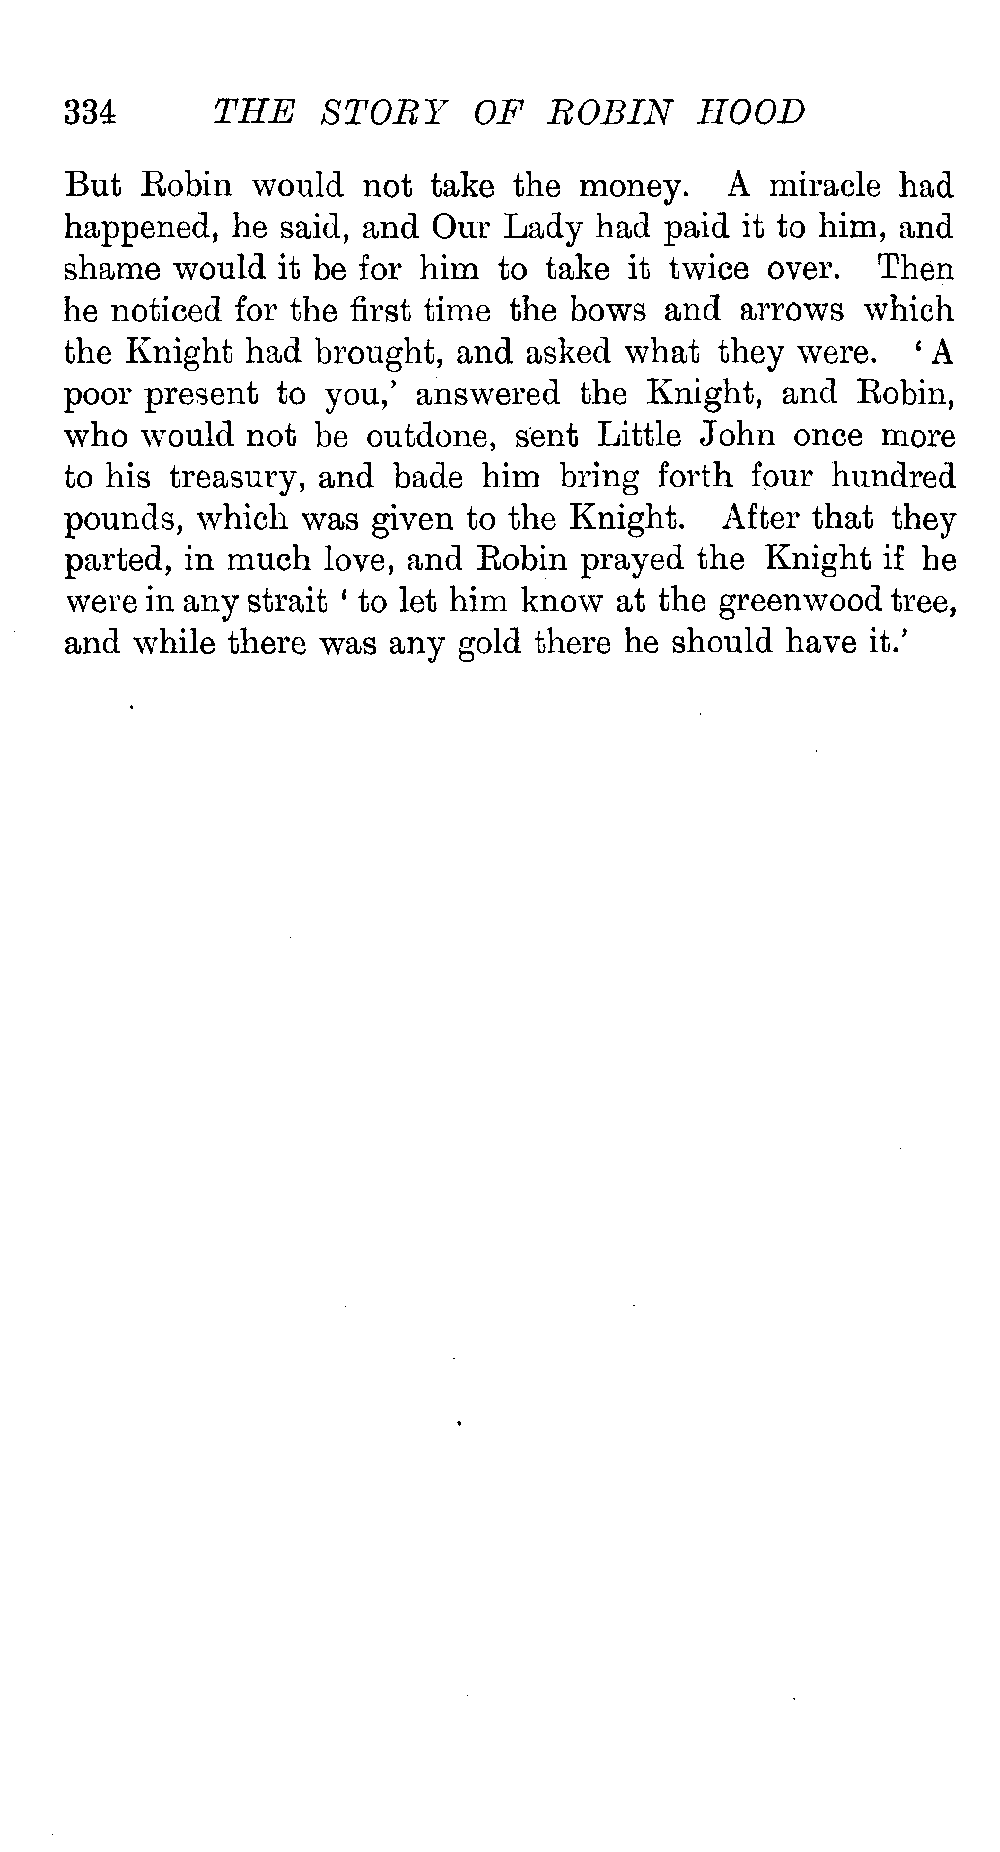 334 THE STORY OF ROBIN HOOD
But Robin would not take the money. A miracle had
happened, he said, and Our Lady had paid it to him, and
shame would it be for him to take it twice over. Then
he noticed for the first time the bows and arrows which
the Knight had brought, and asked what they were. ‘ A
poor present to you,’ answered the Knight, and Robin,
who would not be outdone, sent Little John once more
to his treasury, and bade him bring forth four hundred
pounds, which was given to the Knight. After that they
parted, in much love, and Robin prayed the Knight if he
were in any strait ‘ to let him know at the greenwood tree,
and while there was any gold there he should have it.’